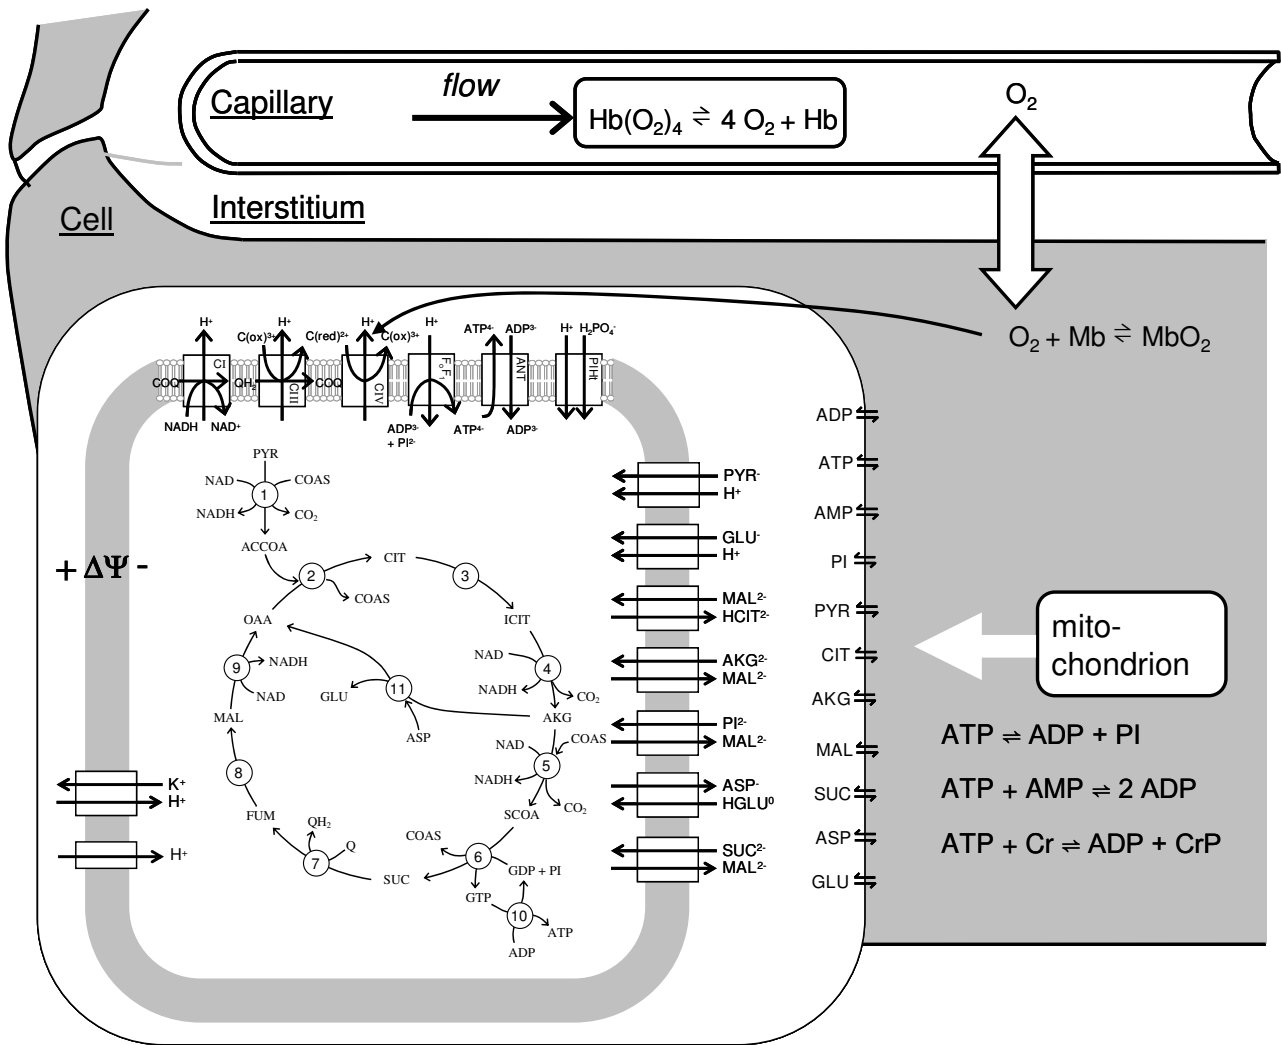 Capillary
flow
Hb(O₂)₄ ⇌ 4 O₂ + Hb
O₂
Cell
Interstitium
O₂ + Mb ⇌ MbO₂
H⁺
C(ox)³⁺
H⁺
C(red)²⁺
H⁺
C(ox)³⁺
H⁺
ATP⁴⁻
ADP³⁻
H⁺
H₂PO₄⁻
COQ
CI
QH₂
CIII
COQ
CIV
F₀F₁
ANT
PIHt
NADH
NAD⁺
ADP³⁻
+ PI²⁻
ATP⁴⁻
ADP³⁻
PYR
NAD
1
COAS
NADH
CO₂
ACCOA
2
CIT
3
COAS
OAA
ICIT
9
NADH
NAD
NAD
4
NADH
CO₂
GLU
11
ASP
MAL
AKG
NAD
COAS
5
NADH
CO₂
8
FUM
SCOA
QH₂
Q
7
COAS
6
GDP + PI
SUC
GTP
10
ATP
ADP
+ ΔΨ -
K⁺
H⁺
H⁺
PYR⁻
H⁺
GLU⁻
H⁺
MAL²⁻
HCIT²⁻
AKG²⁻
MAL²⁻
PI²⁻
MAL²⁻
ASP⁻
HGLU⁰
SUC²⁻
MAL²⁻
ADP
ATP
AMP
PI
PYR
CIT
AKG
MAL
SUC
ASP
GLU
mito-
chondrion
ATP ⇌ ADP + PI
ATP + AMP ⇌ 2 ADP
ATP + Cr ⇌ ADP + CrP